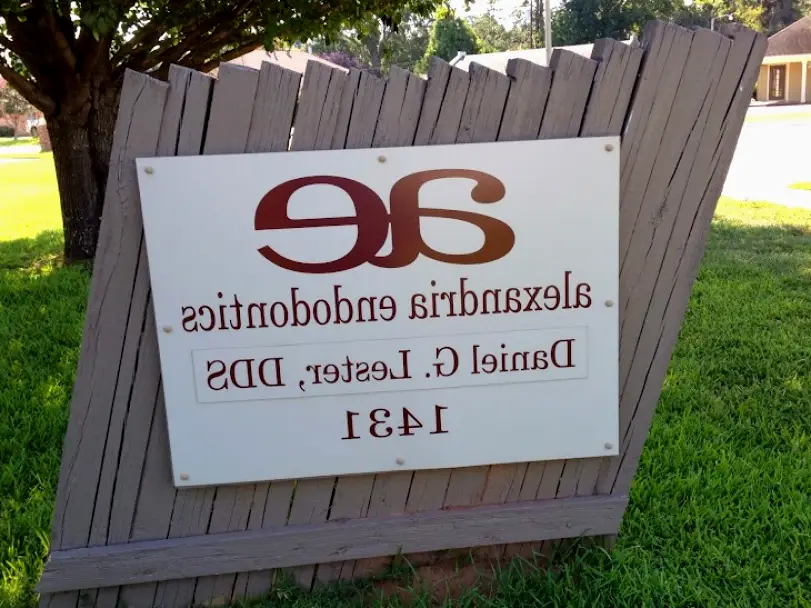 ae
alexandria endodontics
Daniel G. Lester, DDS
1431